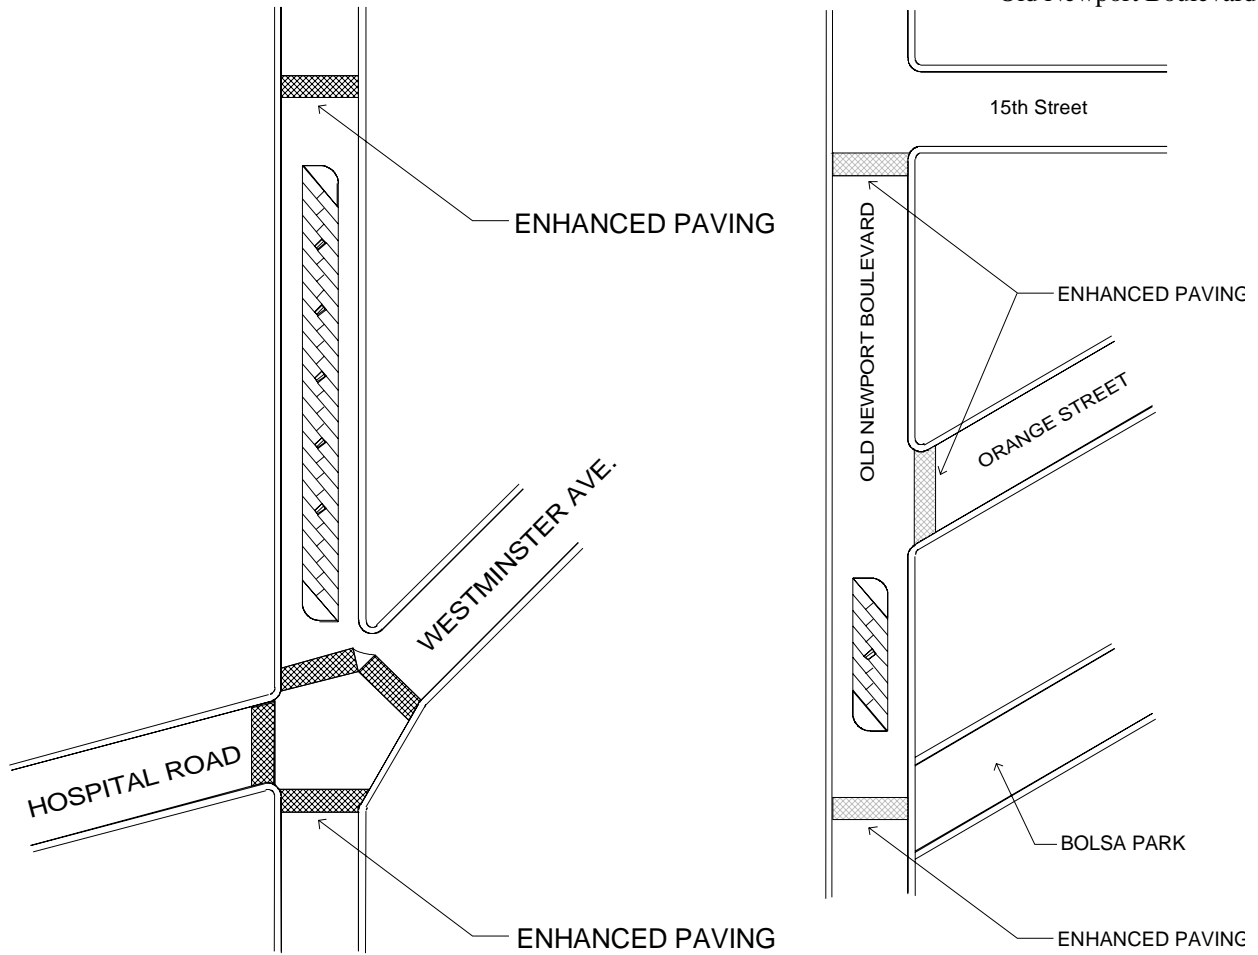 15th Street
ENHANCED PAVING
OLD NEWPORT BOULEVARD
ENHANCED PAVING
ORANGE STREET
WESTMINSTER AVE.
HOSPITAL ROAD
BOLSA PARK
ENHANCED PAVING
ENHANCED PAVING